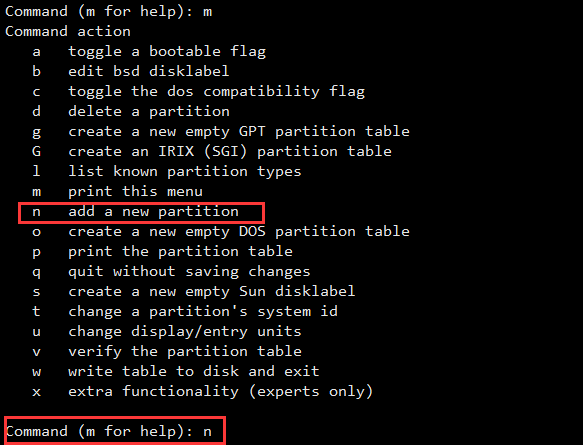 Command (m for help): m
Command action
a   toggle a bootable flag
b   edit bsd disklabel
c   toggle the dos compatibility flag
d   delete a partition
g   create a new empty GPT partition table
G   create an IRIX (SGI) partition table
l   list known partition types
m   print this menu
n   add a new partition
o   create a new empty DOS partition table
p   print the partition table
q   quit without saving changes
s   create a new empty Sun disklabel
t   change a partition's system id
u   change display/entry units
v   verify the partition table
w   write table to disk and exit
x   extra functionality (experts only)
Command (m for help): n